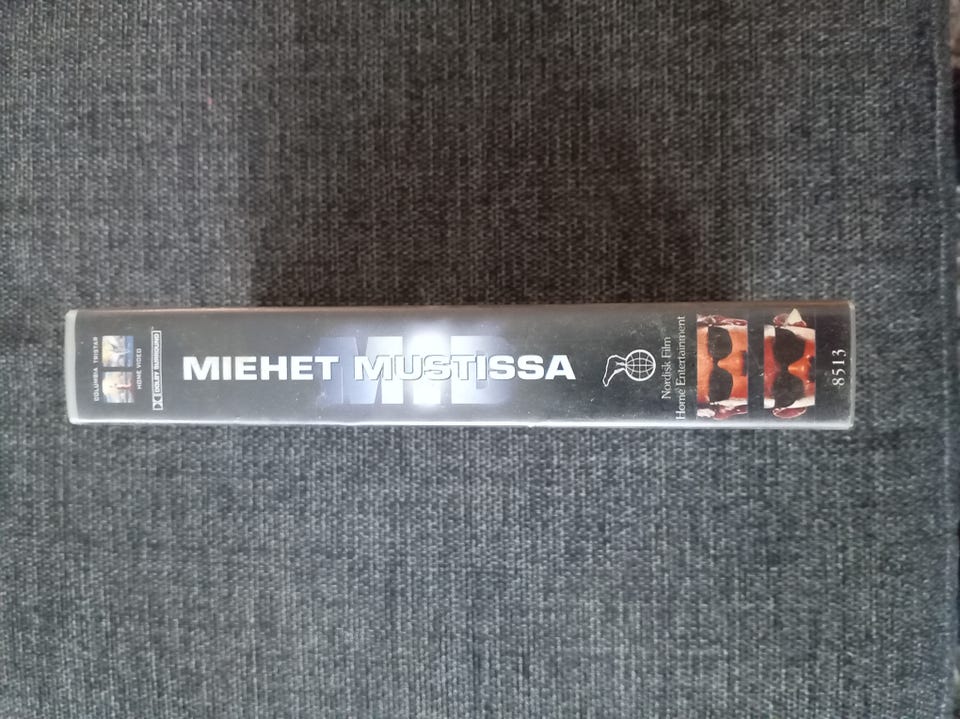 COLUMBIA TRISTAR
HOME VIDEO
DOLBY SURROUND
MIB
MIEHET MUSTISSA
Nordisk Film
Home Entertainment
8513